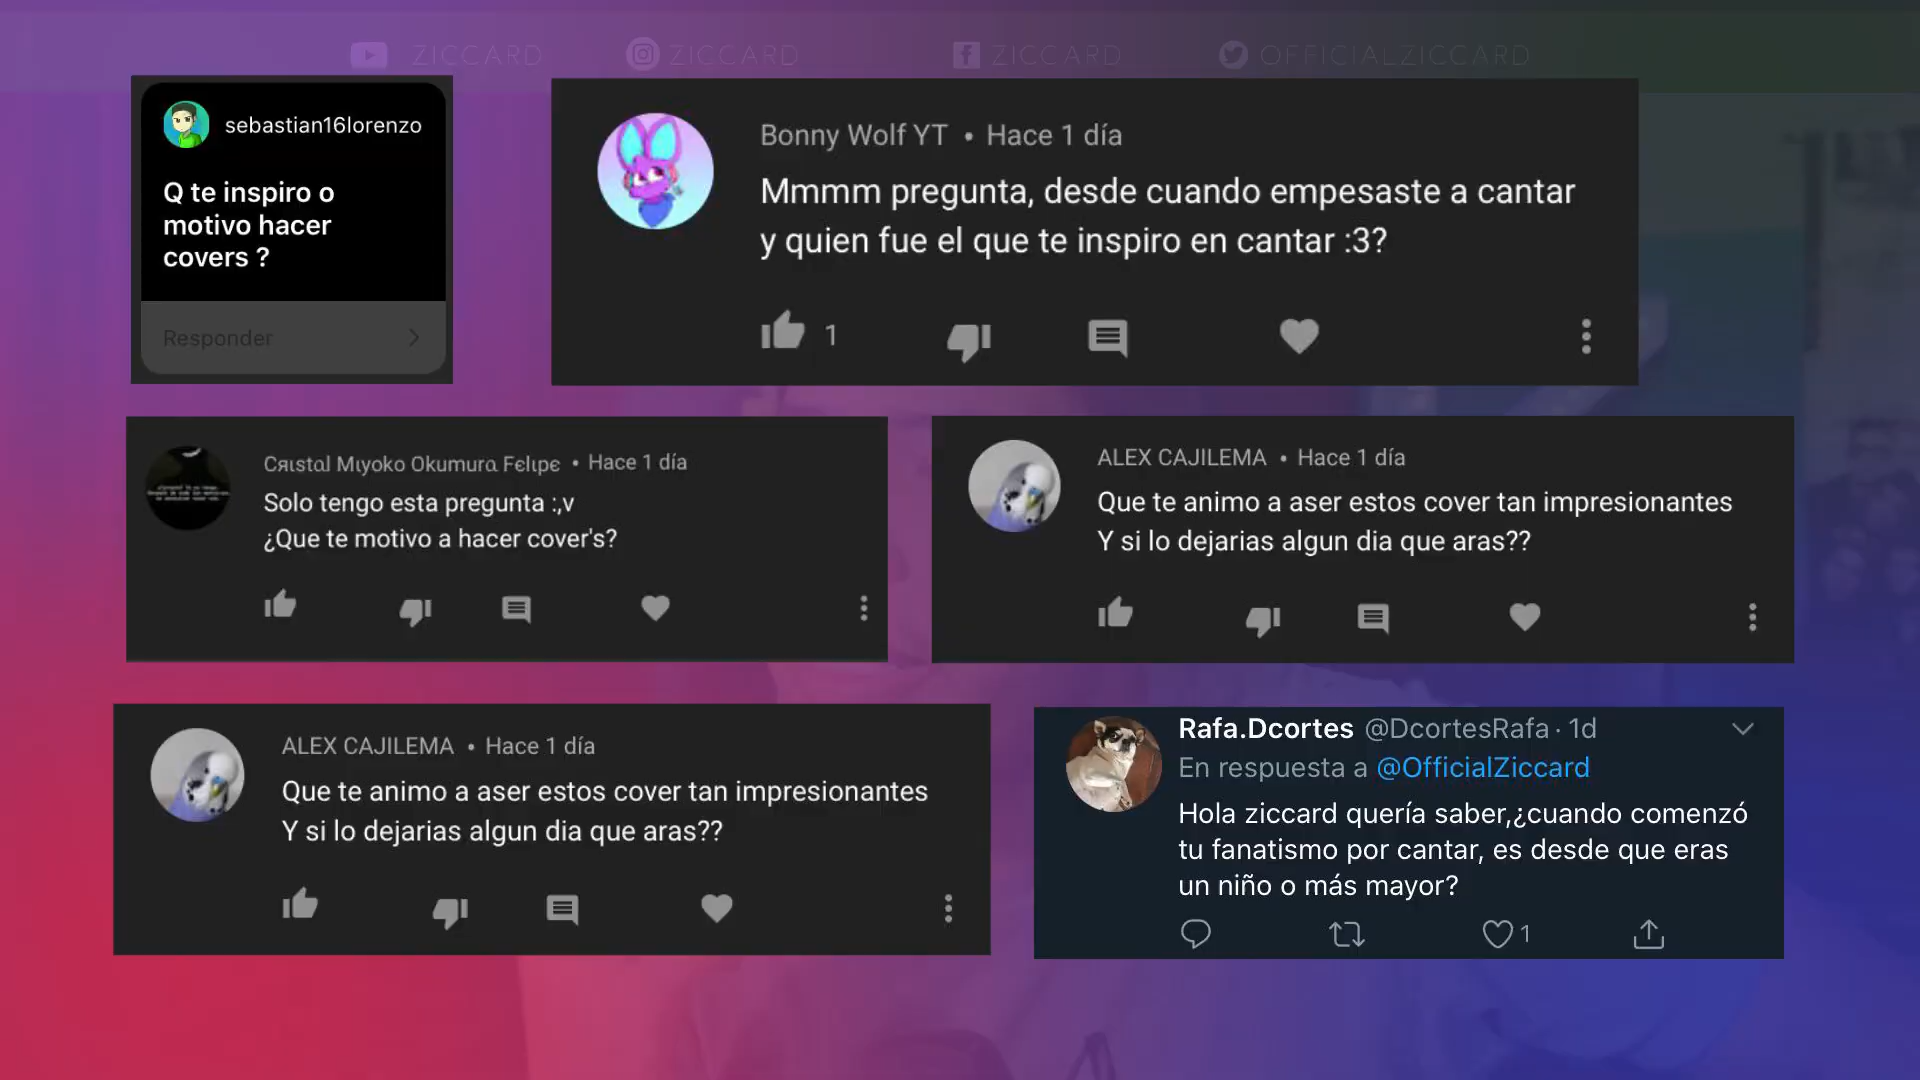 ZICCARD
ZICCARD
ZICCARD
OFFICIALZICCARD
sebastian16lorenzo
Q te inspiro o
motivo hacer
covers ?
Responder
Bonny Wolf YT • Hace 1 día
Mmmm pregunta, desde cuando empesaste a cantar
y quien fue el que te inspiro en cantar :3?
1
Cяιstαl Mιyoko Okumurα Fєlιpє • Hace 1 día
Solo tengo esta pregunta :,v
¿Que te motivo a hacer cover's?
ALEX CAJILEMA • Hace 1 día
Que te animo a aser estos cover tan impresionantes
Y si lo dejarias algun dia que aras??
ALEX CAJILEMA • Hace 1 día
Que te animo a aser estos cover tan impresionantes
Y si lo dejarias algun dia que aras??
Rafa.Dcortes @DcortesRafa · 1d
En respuesta a @OfficialZiccard
Hola ziccard quería saber,¿cuando comenzó
tu fanatismo por cantar, es desde que eras
un niño o más mayor?
1